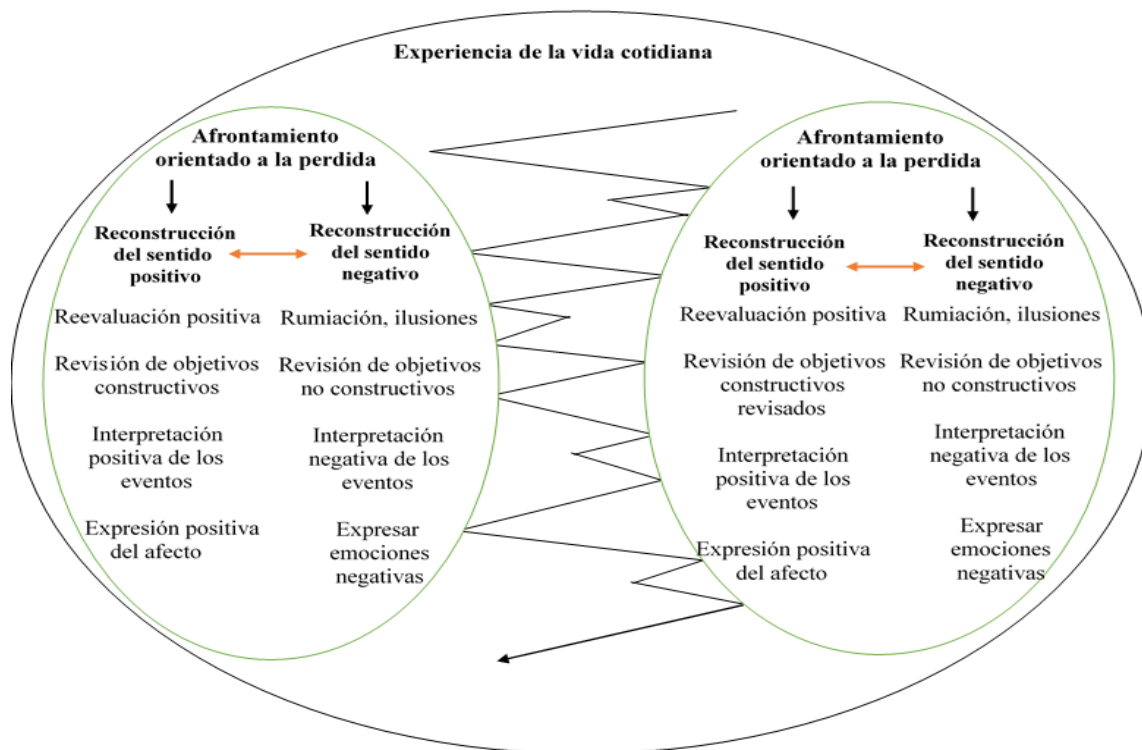 Experiencia de la vida cotidiana
Afrontamiento
orientado a la perdida
Reconstrucción
del sentido
positivo
Reconstrucción
del sentido
negativo
Reevaluación positiva
Rumiación, ilusiones
Revisión de objetivos
constructivos
Revisión de objetivos
no constructivos
Interpretación
positiva de los
eventos
Interpretación
negativa de los
eventos
Expresión positiva
del afecto
Expresar
emociones
negativas
Afrontamiento
orientado a la perdida
Reconstrucción
del sentido
positivo
Reconstrucción
del sentido
negativo
Reevaluación positiva
Rumiación, ilusiones
Revisión de objetivos
constructivos
revisados
Revisión de objetivos
no constructivos
Interpretación
positiva de los
eventos
Interpretación
negativa de los
eventos
Expresión positiva
del afecto
Expresar
emociones
negativas